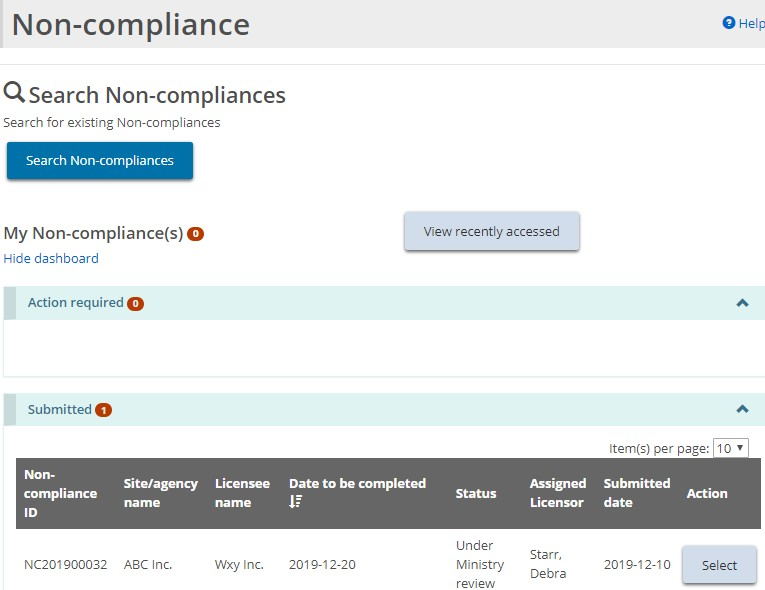 Non-compliance
Help
Search Non-compliances
Search for existing Non-compliances
Search Non-compliances
My Non-compliance(s) 0
View recently accessed
Hide dashboard
Action required 0
Submitted 1
Item(s) per page: 10
Non-compliance ID Site/agency name Licensee name Date to be completed Status Assigned Licensor Submitted date Action
NC201900032 ABC Inc. Wxy Inc. 2019-12-20 Under Ministry review Starr, Debra 2019-12-10 Select